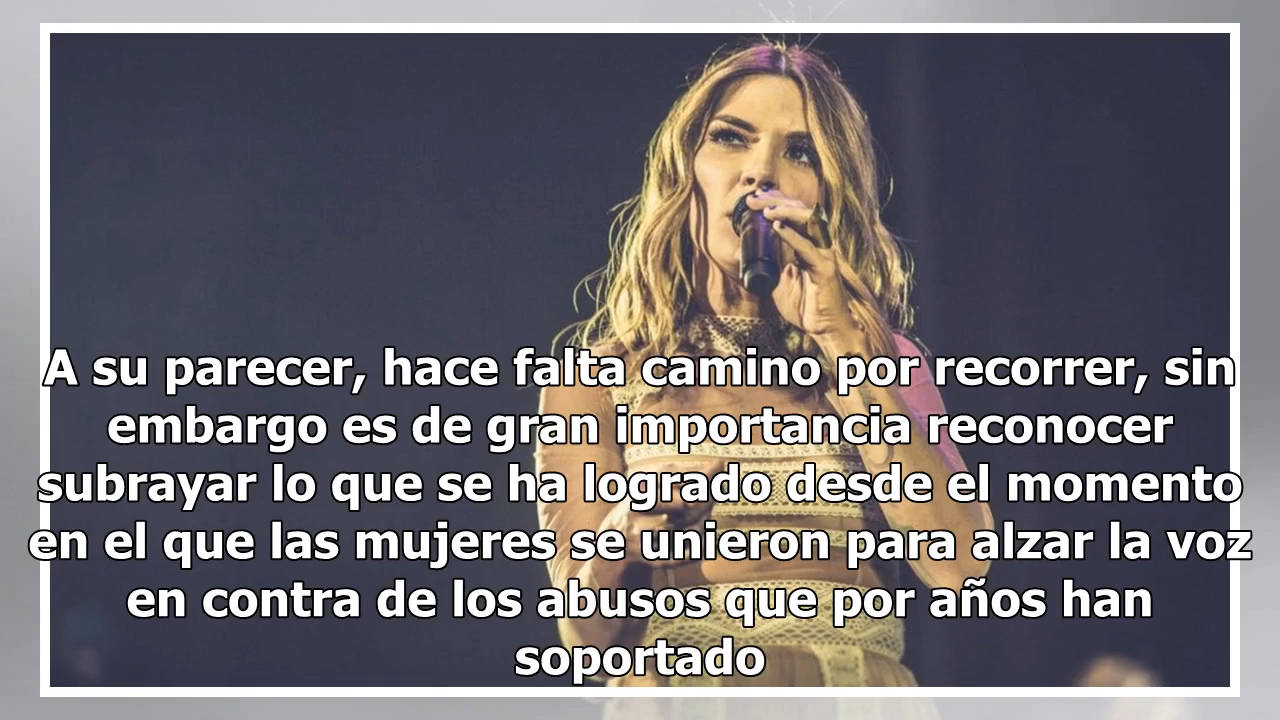 A su parecer, hace falta camino por recorrer, sin
embargo es de gran importancia reconocer
subrayar lo que se ha logrado desde el momento
en el que las mujeres se unieron para alzar la voz
en contra de los abusos que por años han
soportado